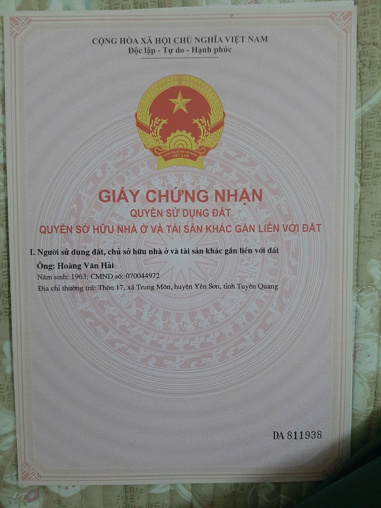 CỘNG HÒA XÃ HỘI CHỦ NGHĨA VIỆT NAM
Độc lập - Tự do - Hạnh phúc
GIẤY CHỨNG NHẬN
QUYỀN SỬ DỤNG ĐẤT
QUYỀN SỞ HỮU NHÀ Ở VÀ TÀI SẢN KHÁC GẮN LIỀN VỚI ĐẤT
I. Người sử dụng đất, chủ sở hữu nhà ở và tài sản khác gắn liền với đất
Ông: Hoàng Văn Hải
Năm sinh: 1963; CMND số: 070044972
Địa chỉ thường trú: Thôn 17, xã Trung Môn, huyện Yên Sơn, tỉnh Tuyên Quang
DA 811938